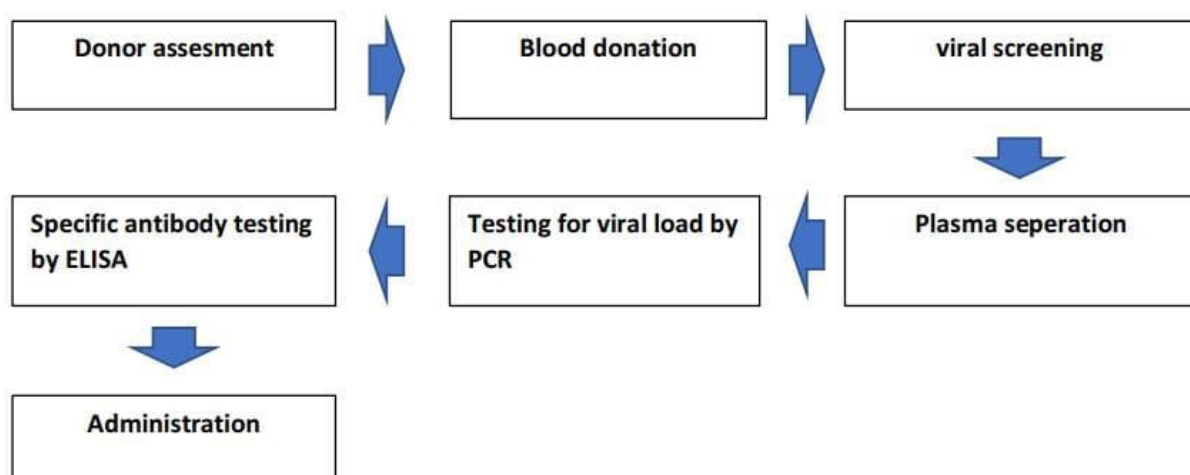 Donor assesment
Blood donation
viral screening
Plasma seperation
Testing for viral load by
PCR
Specific antibody testing
by ELISA
Administration